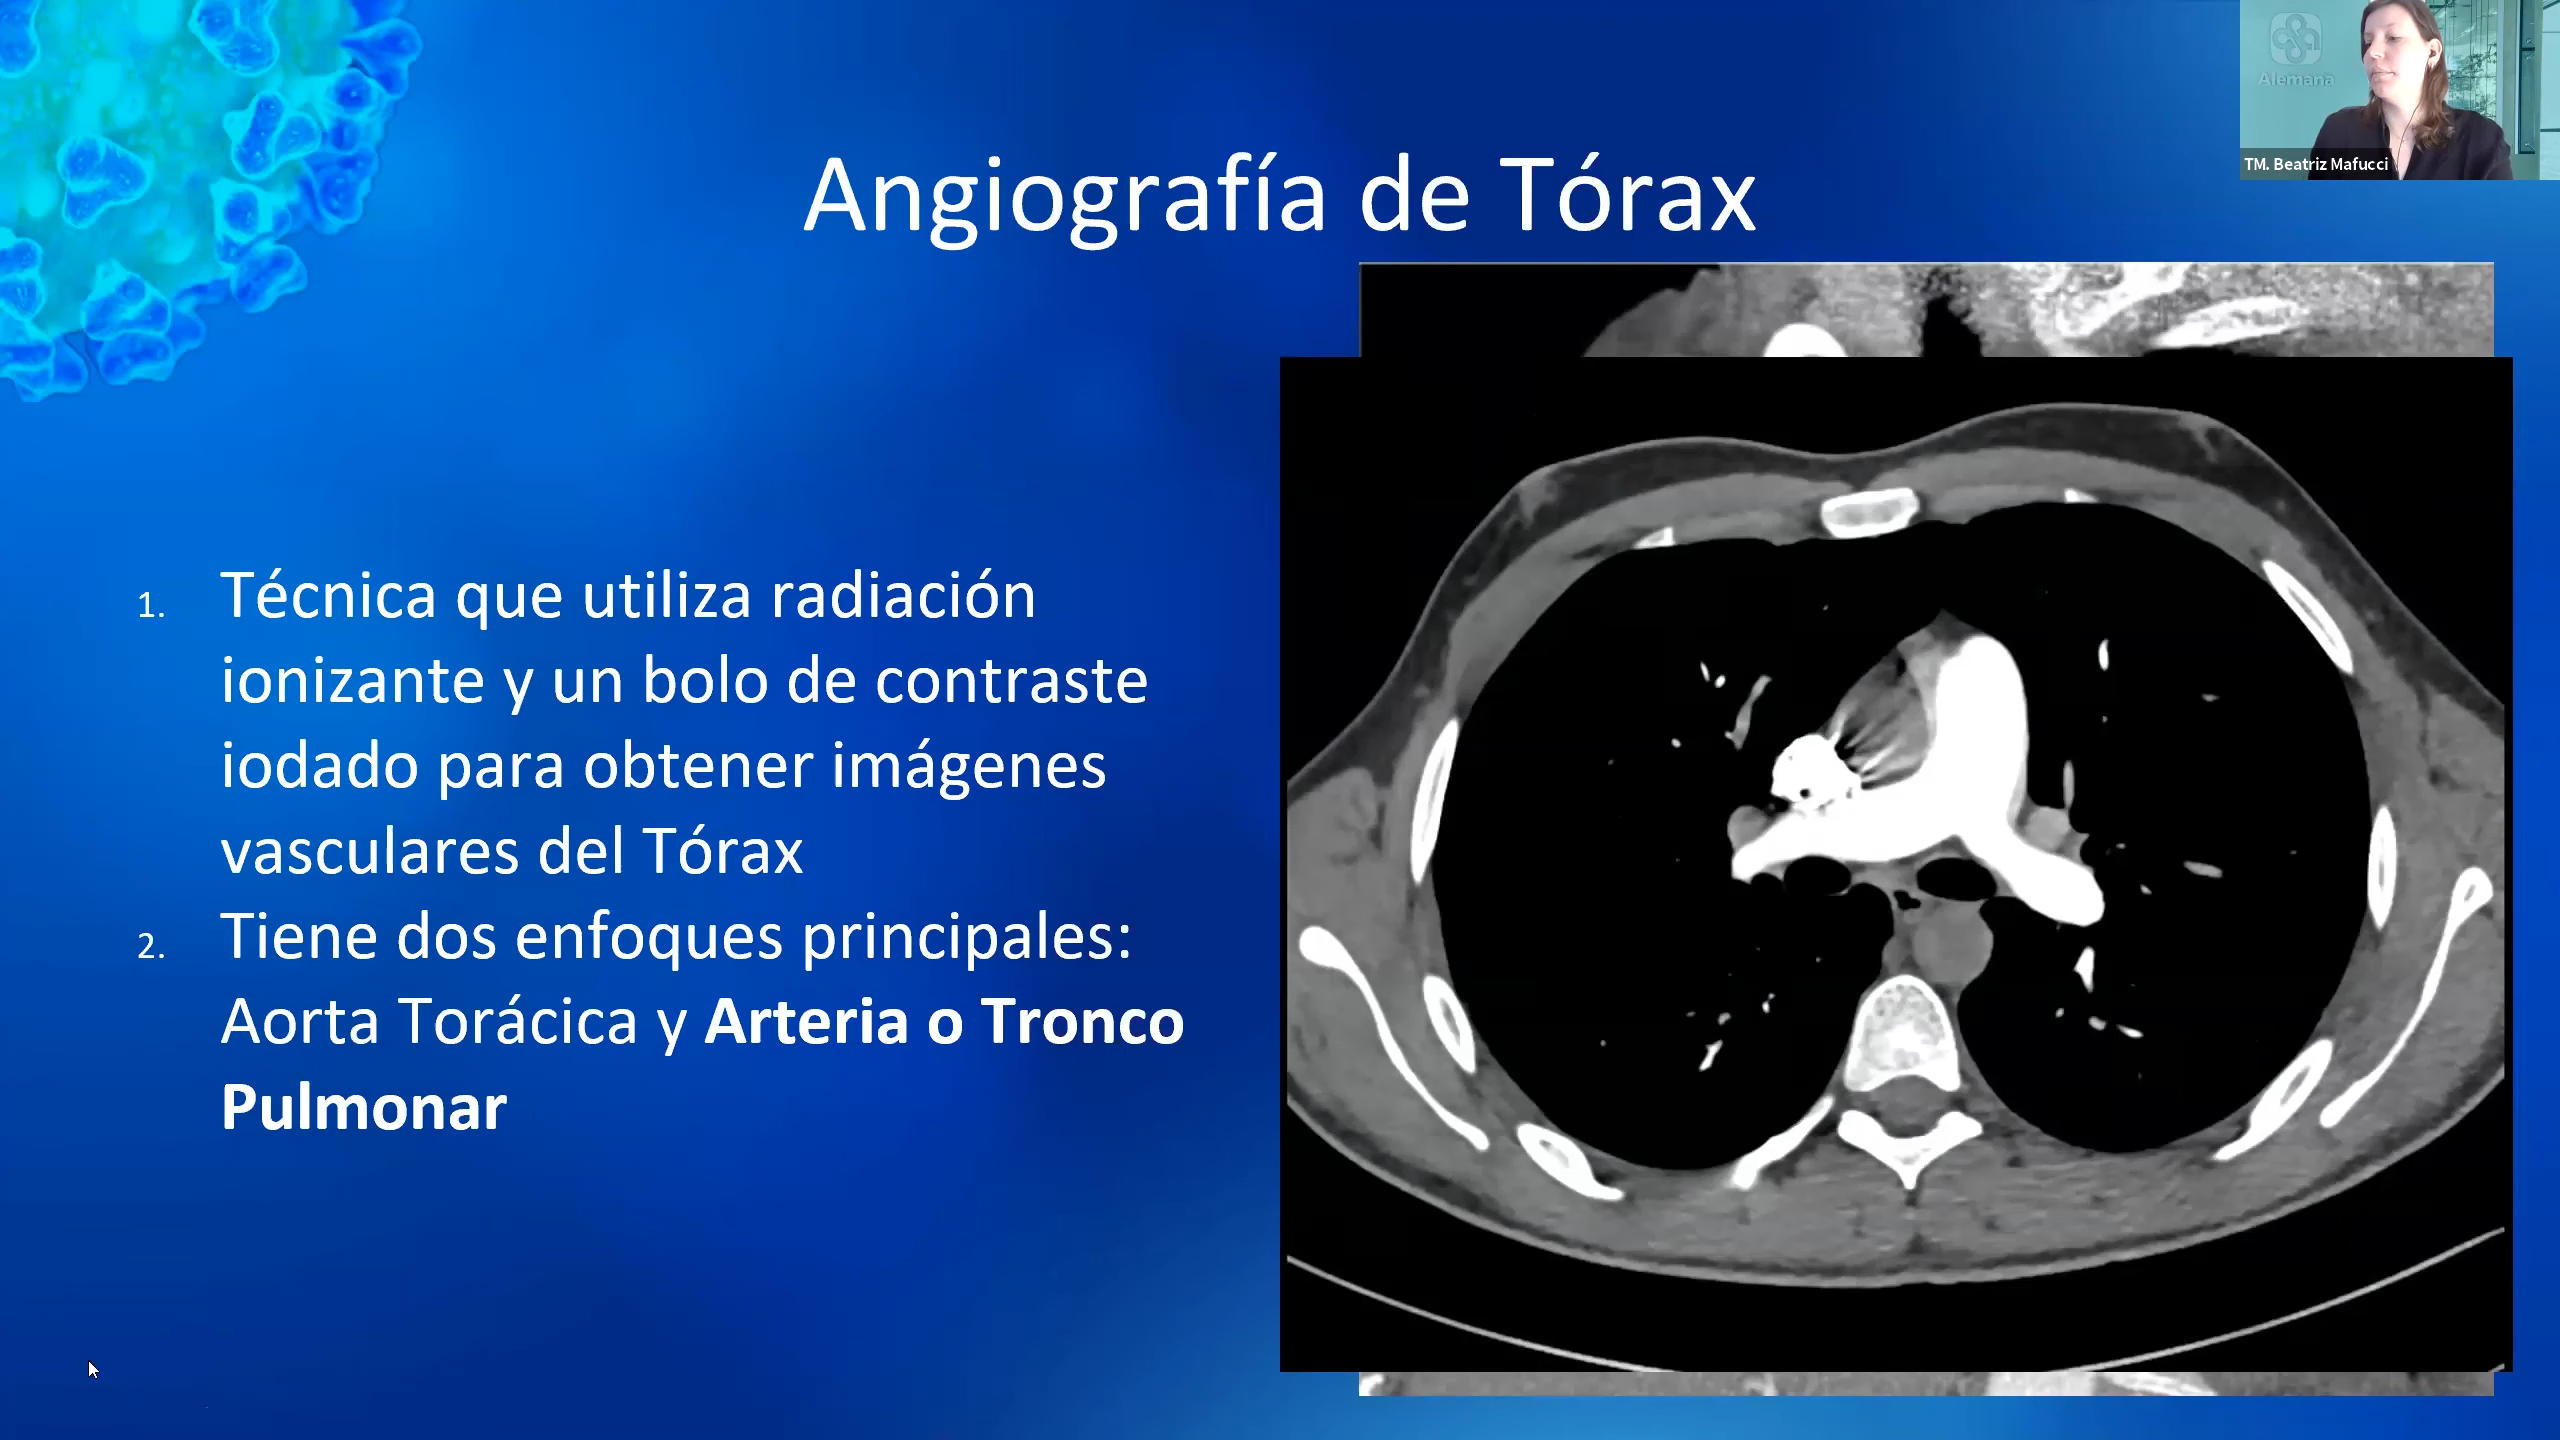 Alemana
TM. Beatriz Mafucci
Angiografía de Tórax
1. Técnica que utiliza radiación
ionizante y un bolo de contraste
iodado para obtener imágenes
vasculares del Tórax
2. Tiene dos enfoques principales:
Aorta Torácica y Arteria o Tronco
Pulmonar